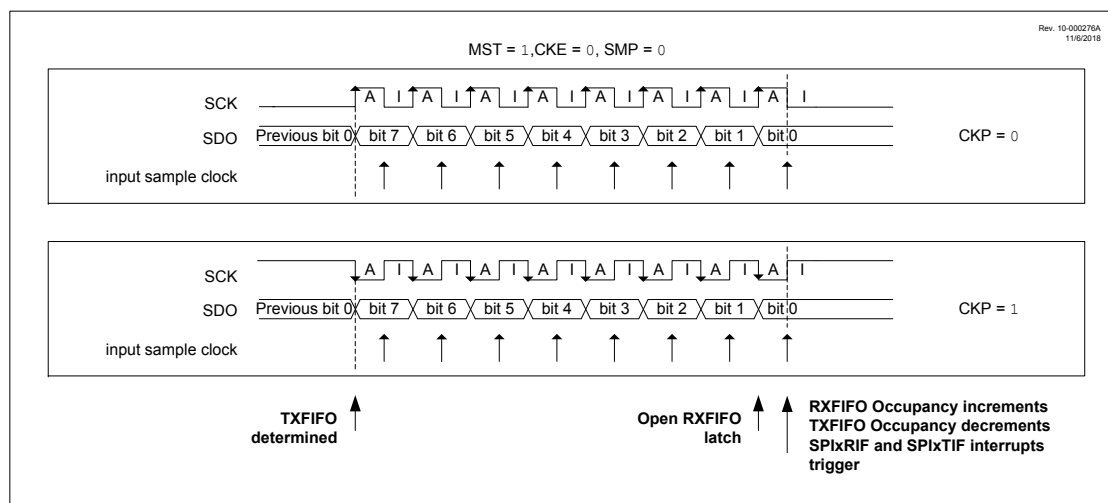 Rev. 10-000276A
11/6/2018
MST = 1,CKE = 0, SMP = 0
SCK A I A I A I A I A I A I A I A I
SDO Previous bit 0 bit 7 bit 6 bit 5 bit 4 bit 3 bit 2 bit 1 bit 0 CKP = 0
input sample clock
SCK A I A I A I A I A I A I A I A I
SDO Previous bit 0 bit 7 bit 6 bit 5 bit 4 bit 3 bit 2 bit 1 bit 0 CKP = 1
input sample clock
TXFIFO
determined
Open RXFIFO
latch
RXFIFO Occupancy increments
TXFIFO Occupancy decrements
SPIxRIF and SPIxTIF interrupts
trigger